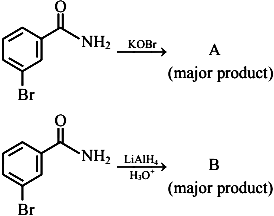 O
NH₂
KOBr
A
(major product)
Br
O
NH₂
LiAlH₄
H₃O⁺
B
(major product)
Br